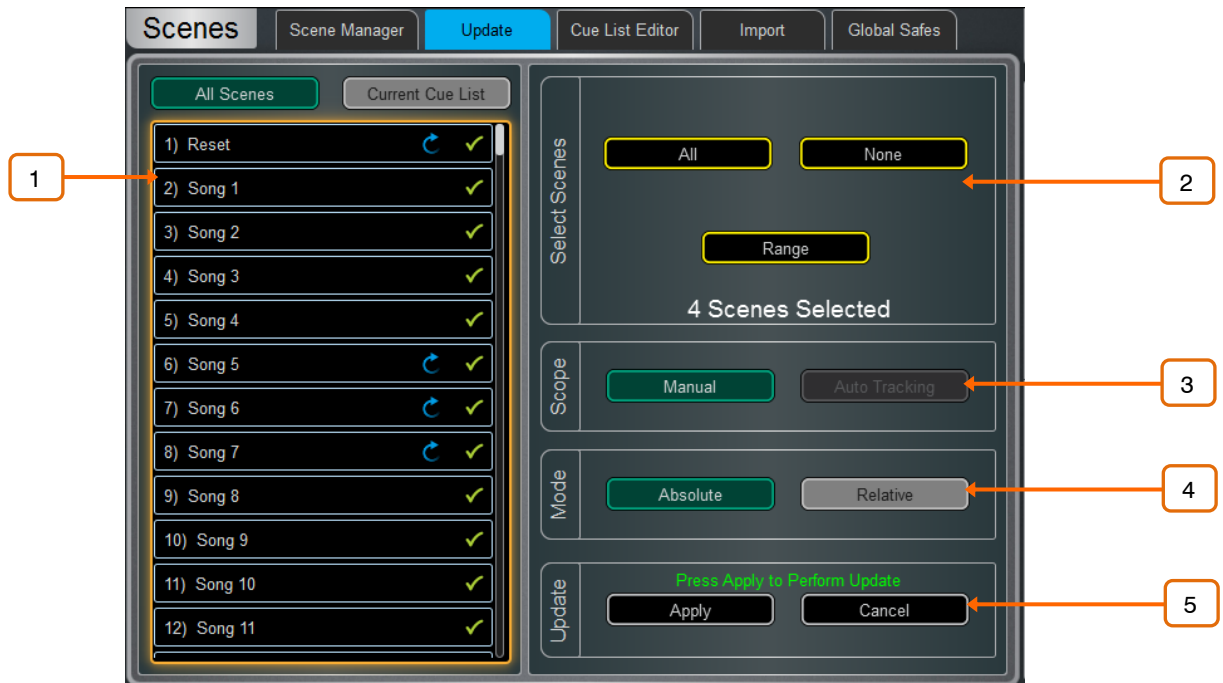 Scenes
Scene Manager
Update
Cue List Editor
Import
Global Safes
All Scenes
Current Cue List
1) Reset
2) Song 1
3) Song 2
4) Song 3
5) Song 4
6) Song 5
7) Song 6
8) Song 7
9) Song 8
10) Song 9
11) Song 10
12) Song 11
1
Select Scenes
All
None
Range
4 Scenes Selected
2
Scope
Manual
Auto Tracking
3
Mode
Absolute
Relative
4
Update
Press Apply to Perform Update
Apply
Cancel
5